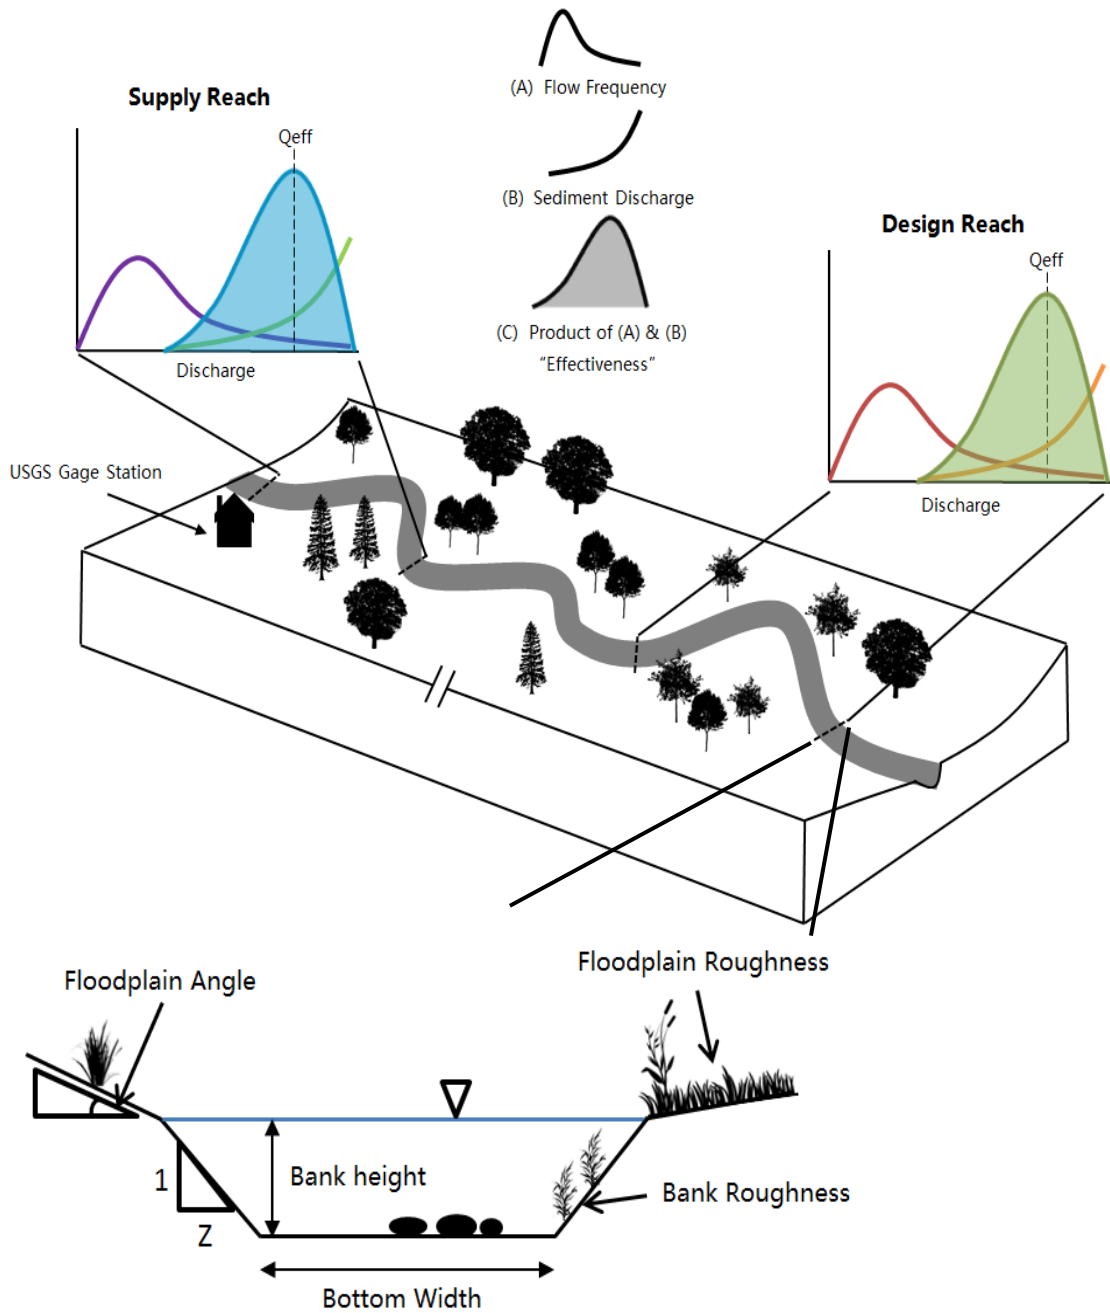 (A) Flow Frequency
Supply Reach
Qeff
(B) Sediment Discharge
Design Reach
Qeff
(C) Product of (A) & (B)
"Effectiveness"
Discharge
USGS Gage Station
Discharge
Floodplain Roughness
Floodplain Angle
1
Z
Bank height
Bank Roughness
Bottom Width